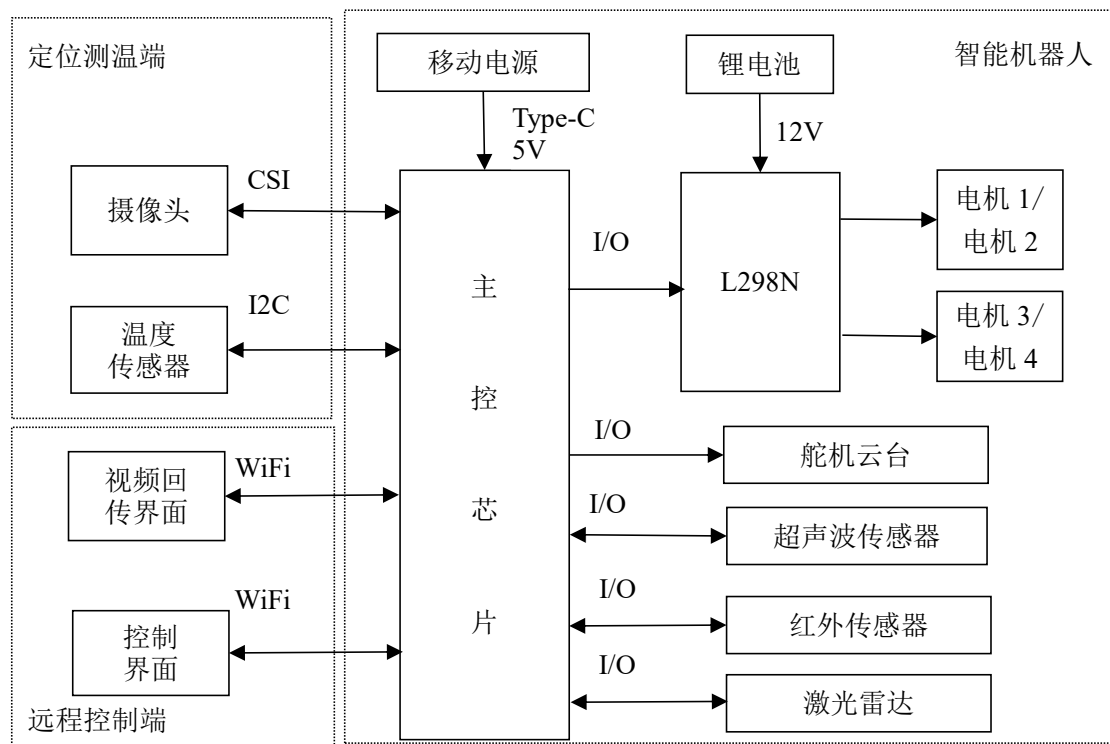 定位测温端
移动电源
锂电池
智能机器人
Type-C
5V
12V
摄像头
CSI
I/O
L298N
电机 1/
电机 2
主
控
芯
片
I2C
温度
传感器
电机 3/
电机 4
视频回
传界面
WiFi
I/O
舵机云台
I/O
超声波传感器
控制
界面
WiFi
I/O
红外传感器
I/O
激光雷达
远程控制端